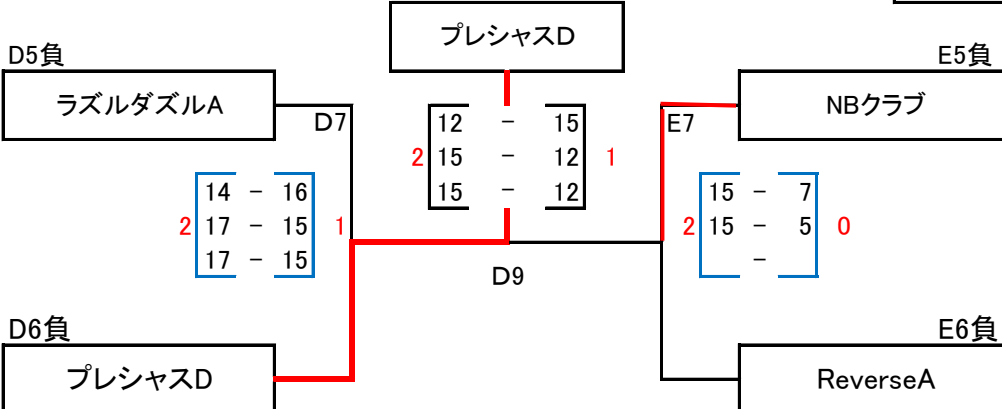 プレシャスD
D5負
E5負
ラズルダズルA
NBクラブ
D7
E7
12 - 15
2 15 - 12 1
15 - 12
14 - 16
2 17 - 15 1
17 - 15
15 - 7
2 15 - 5 0
-
D9
D6負
E6負
プレシャスD
ReverseA